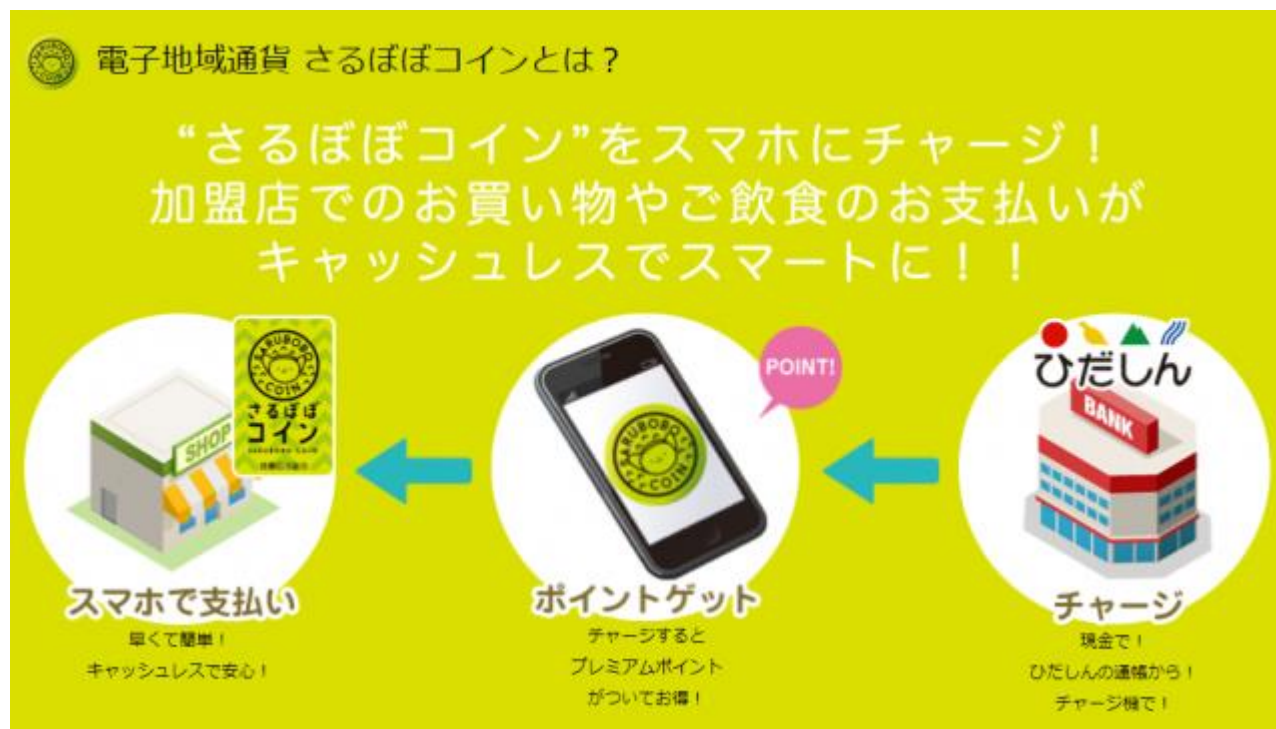 電子地域通貨 さるぼぼコインとは？
“さるぼぼコイン”をスマホにチャージ！
加盟店でのお買い物やご飲食のお支払いが
キャッシュレスでスマートに！！
SHOP
SARUBOBO COIN
さるぼぼ
コイン
SARUBOBO COIN
スマホで支払い
早くて簡単！
キャッシュレスで安心！
POINT!
SARUBOBO COIN
ポイントゲット
チャージすると
プレミアムポイント
がついてお得！
ひだしん
BANK
チャージ
現金で！
ひだしんの通帳から！
チャージ機で！